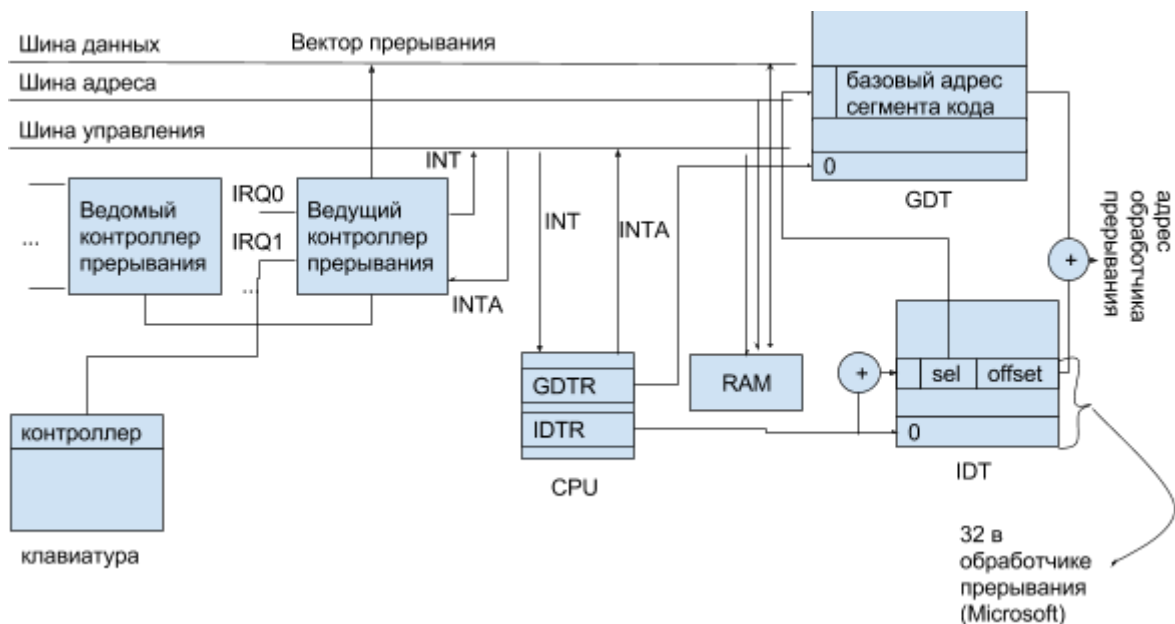 Шина данных
Вектор прерывания
Шина адреса
базовый адрес
сегмента кода
Шина управления
0
GDT
INT
IRQ0
IRQ1
...
Ведомый
контроллер
прерывания
...
Ведущий
контроллер
прерывания
INTA
INT
INTA
адрес
обработчика
прерывания
+
+
sel
offset
0
IDT
GDTR
IDTR
CPU
RAM
контроллер
клавиатура
32 в
обработчике
прерывания
(Microsoft)